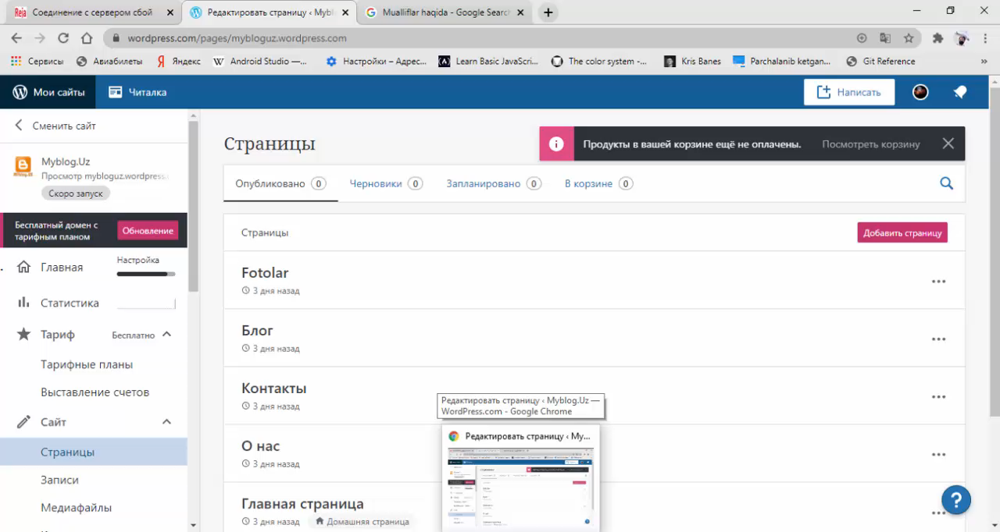 Reja Соединение с сервером сбой
Редактировать страницу ‹ Myblo
Mualliflar haqida - Google Search
wordpress.com/pages/mybloguz.wordpress.com
Сервисы
Авиабилеты
Яндекс
Android Studio —...
Настройки – Адрес...
Learn Basic JavaScri...
The color system -...
Kris Banes
Parchalanib ketgan...
Git Reference
»
Мои сайты
Читалка
Написать
Сменить сайт
Myblog.Uz
Просмотр mybloguz.wordpress.
Скоро запуск
Бесплатный домен с
тарифным планом
Обновление
Главная
Настройка
Статистика
Тариф
Бесплатно
Тарифные планы
Выставление счетов
Сайт
Страницы
Записи
Медиафайлы
Страницы
Продукты в вашей корзине ещё не оплачены.
Посмотреть корзину
Опубликовано 0
Черновики 0
Запланировано 0
В корзине 0
Страницы
Добавить страницу
Fotolar
3 дня назад
Блог
3 дня назад
Контакты
3 дня назад
О нас
3 дня назад
Главная страница
3 дня назад
Домашняя страница
Редактировать страницу ‹ Myblog.Uz —
WordPress.com - Google Chrome
Редактировать страницу ‹ My...
?